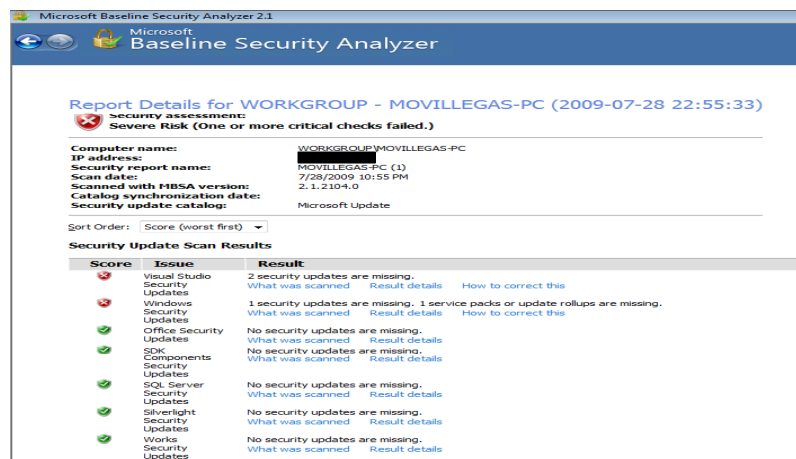 Microsoft Baseline Security Analyzer 2.1
Microsoft
Baseline Security Analyzer
Report Details for WORKGROUP - MOVILLEGAS-PC (2009-07-28 22:55:33)
Security assessment:
Severe Risk (One or more critical checks failed.)
Computer name: WORKGROUP\MOVILLEGAS-PC
IP address:
Security report name: MOVILLEGAS-PC (1)
Scan date: 7/28/2009 10:55 PM
Scanned with MBSA version: 2.1.2104.0
Catalog synchronization date:
Security update catalog: Microsoft Update
Sort Order: Score (worst first)
Security Update Scan Results
Score Issue Result
Visual Studio 2 security updates are missing.
Security What was scanned Result details How to correct this
Updates
Windows 1 security updates are missing. 1 service packs or update rollups are missing.
Security What was scanned Result details How to correct this
Updates
Office Security No security updates are missing.
Updates What was scanned Result details
SDK No security updates are missing.
Components What was scanned Result details
Security
Updates
SQL Server No security updates are missing.
Security What was scanned Result details
Updates
Silverlight No security updates are missing.
Security What was scanned Result details
Updates
Works No security updates are missing.
Security What was scanned Result details
Updates